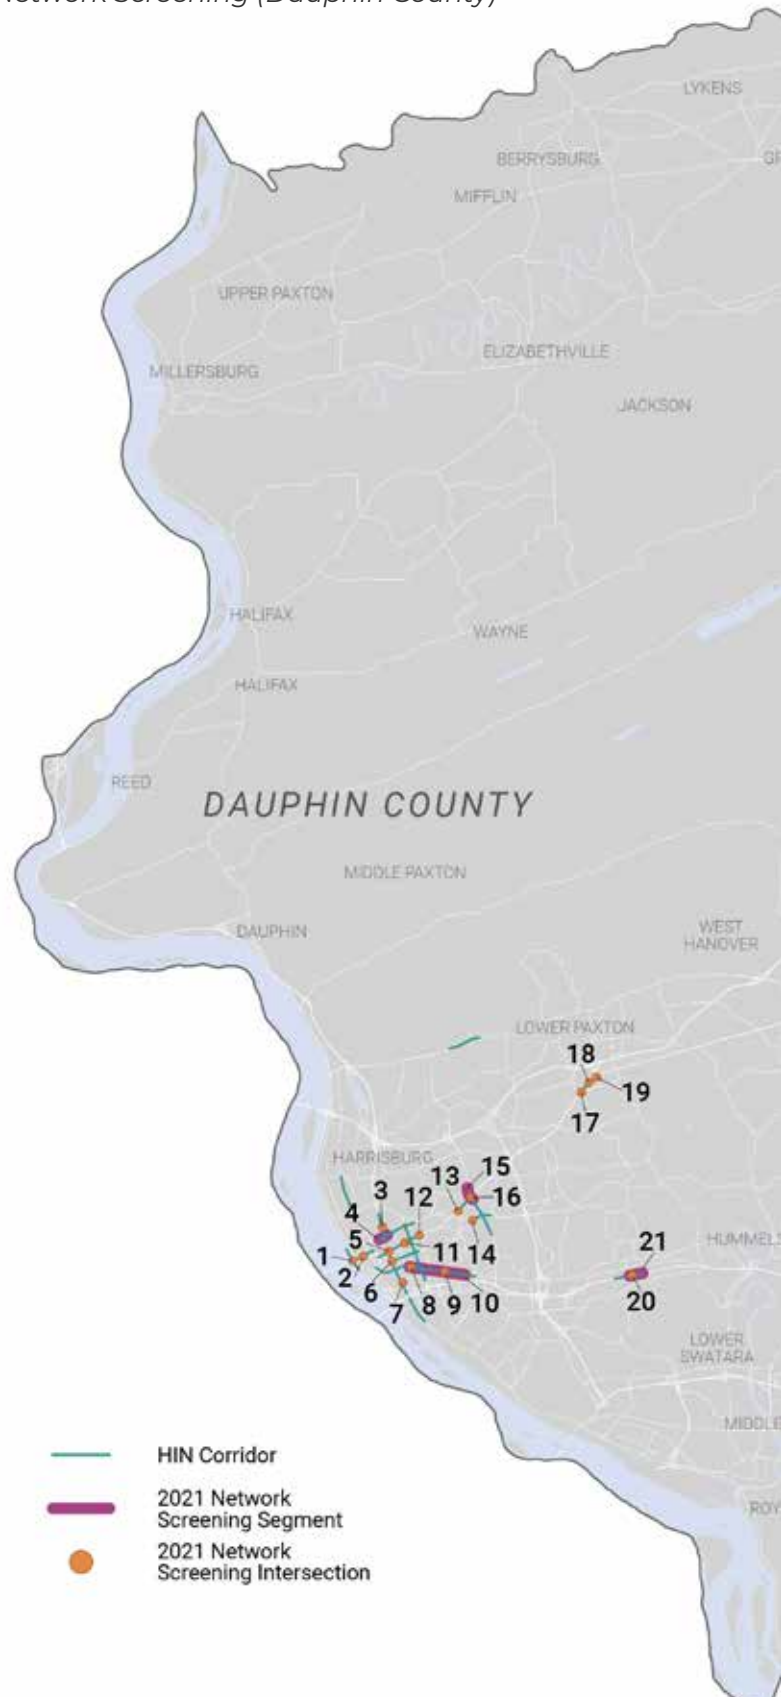 Network Screening (Dauphin County)
LYKENS
BERRYSBURG
MIFFLIN
UPPER PAXTON
ELIZABETHVILLE
MILLERSBURG
JACKSON
HALIFAX
WAYNE
HALIFAX
REED
DAUPHIN COUNTY
MIDDLE PAXTON
WEST
HANOVER
DAUPHIN
LOWER PAXTON
18
19
17
HARRISBURG
15
13
16
3
12
4
14
5
11
1
2
6
7
8
9
10
HUMMELS
21
20
LOWER
SWATARA
MIDDLE
HIN Corridor
2021 Network
Screening Segment
ROY
2021 Network
Screening Intersection